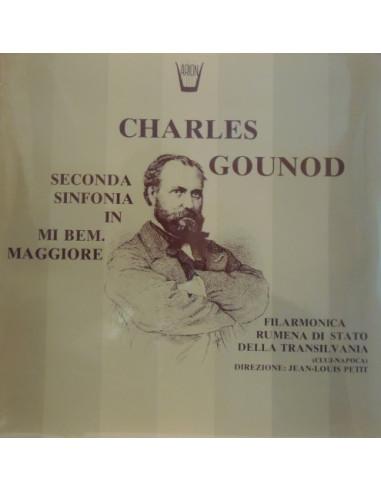 ARION
CHARLES
GOUNOD
SECONDA
SINFONIA
IN
MI BEM.
MAGGIORE
FILARMONICA
RUMENA DI STATO
DELLA TRANSILVANIA
(CLUJ-NAPOCA)
DIREZIONE: JEAN-LOUIS PETIT